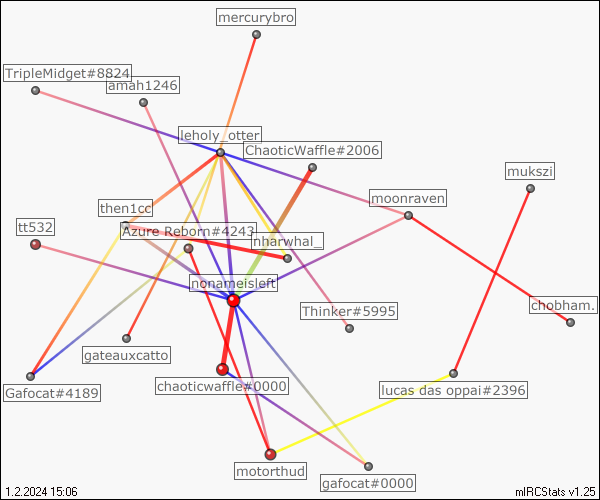 mercurybro
TripleMidget#8824
amah1246
leholy_otter
ChaoticWaffle#2006
mukszi
moonraven
then1cc
tt532
Azure Reborn#4243
nharwhal_
nonameisleft
Thinker#5995
chobham.
gateauxcatto
chaoticwaffle#0000
Gafocat#4189
lucas das oppai#2396
motorthud
gafocat#0000
1.2.2024 15:06
mIRCStats v1.25